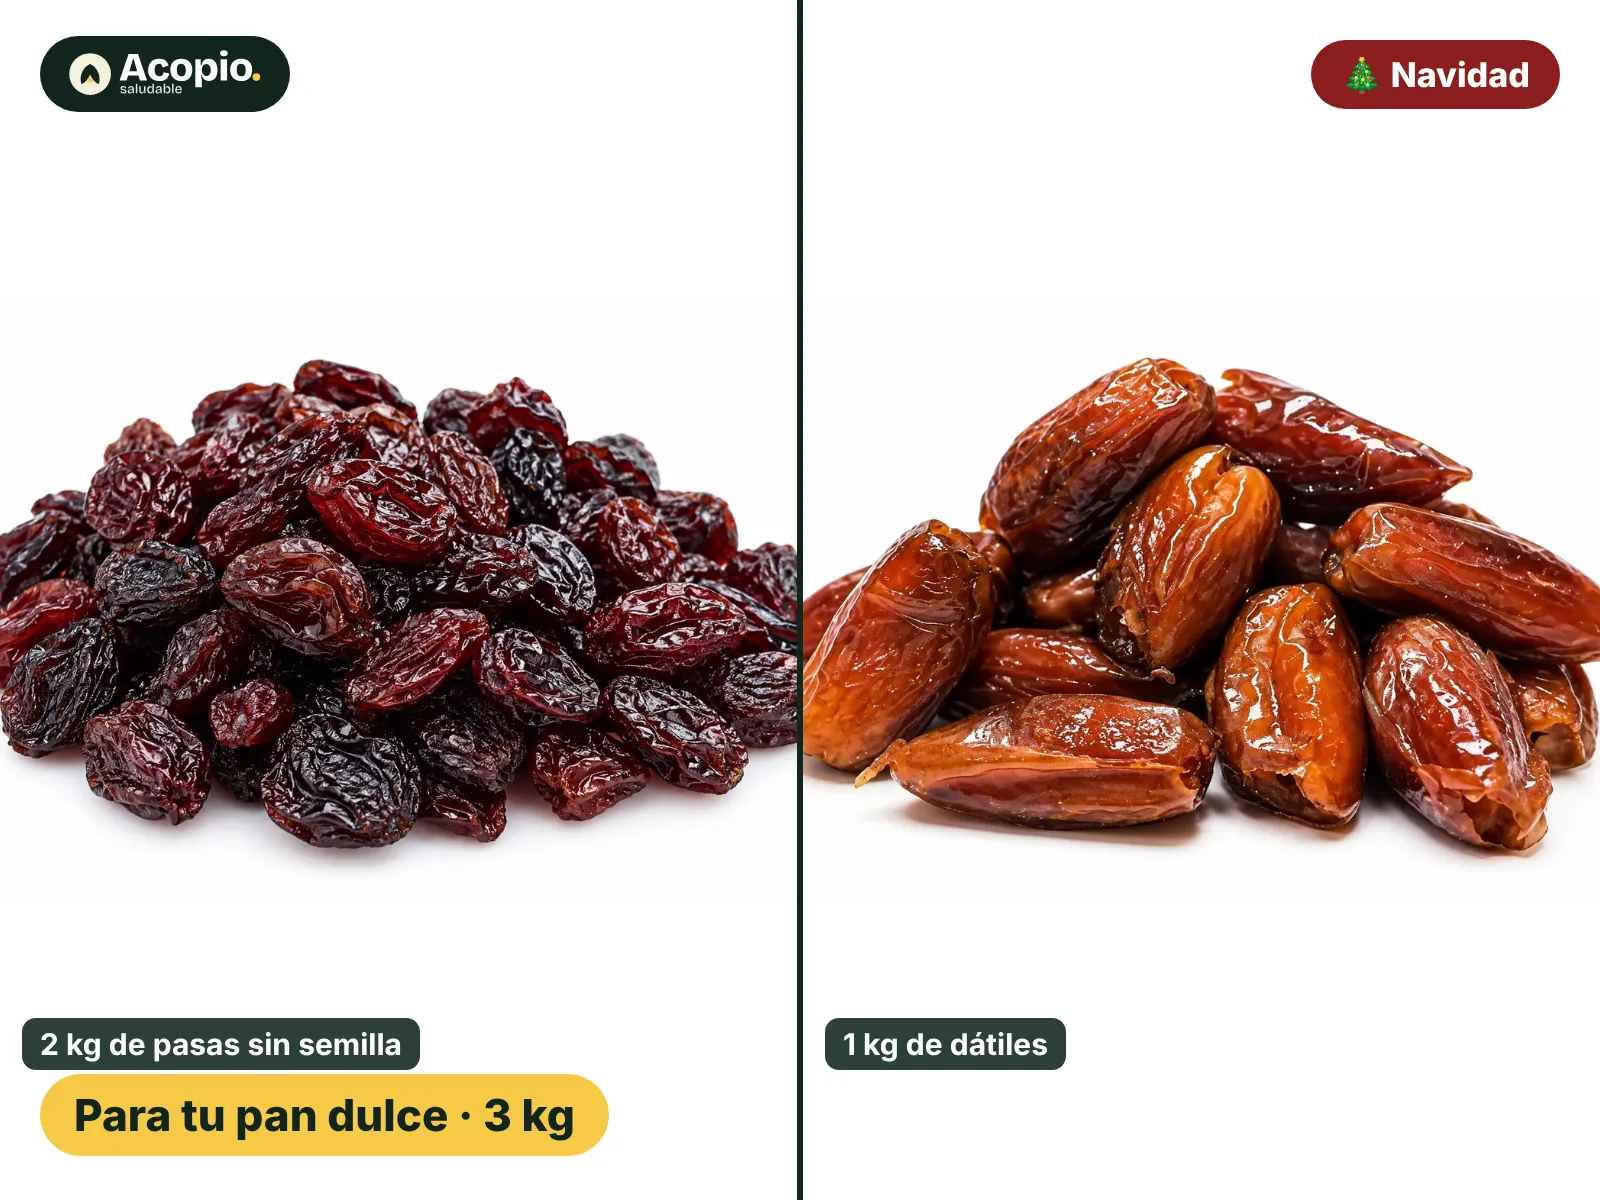 Acopio.
saludable
🎄 Navidad
2 kg de pasas sin semilla
1 kg de dátiles
Para tu pan dulce · 3 kg